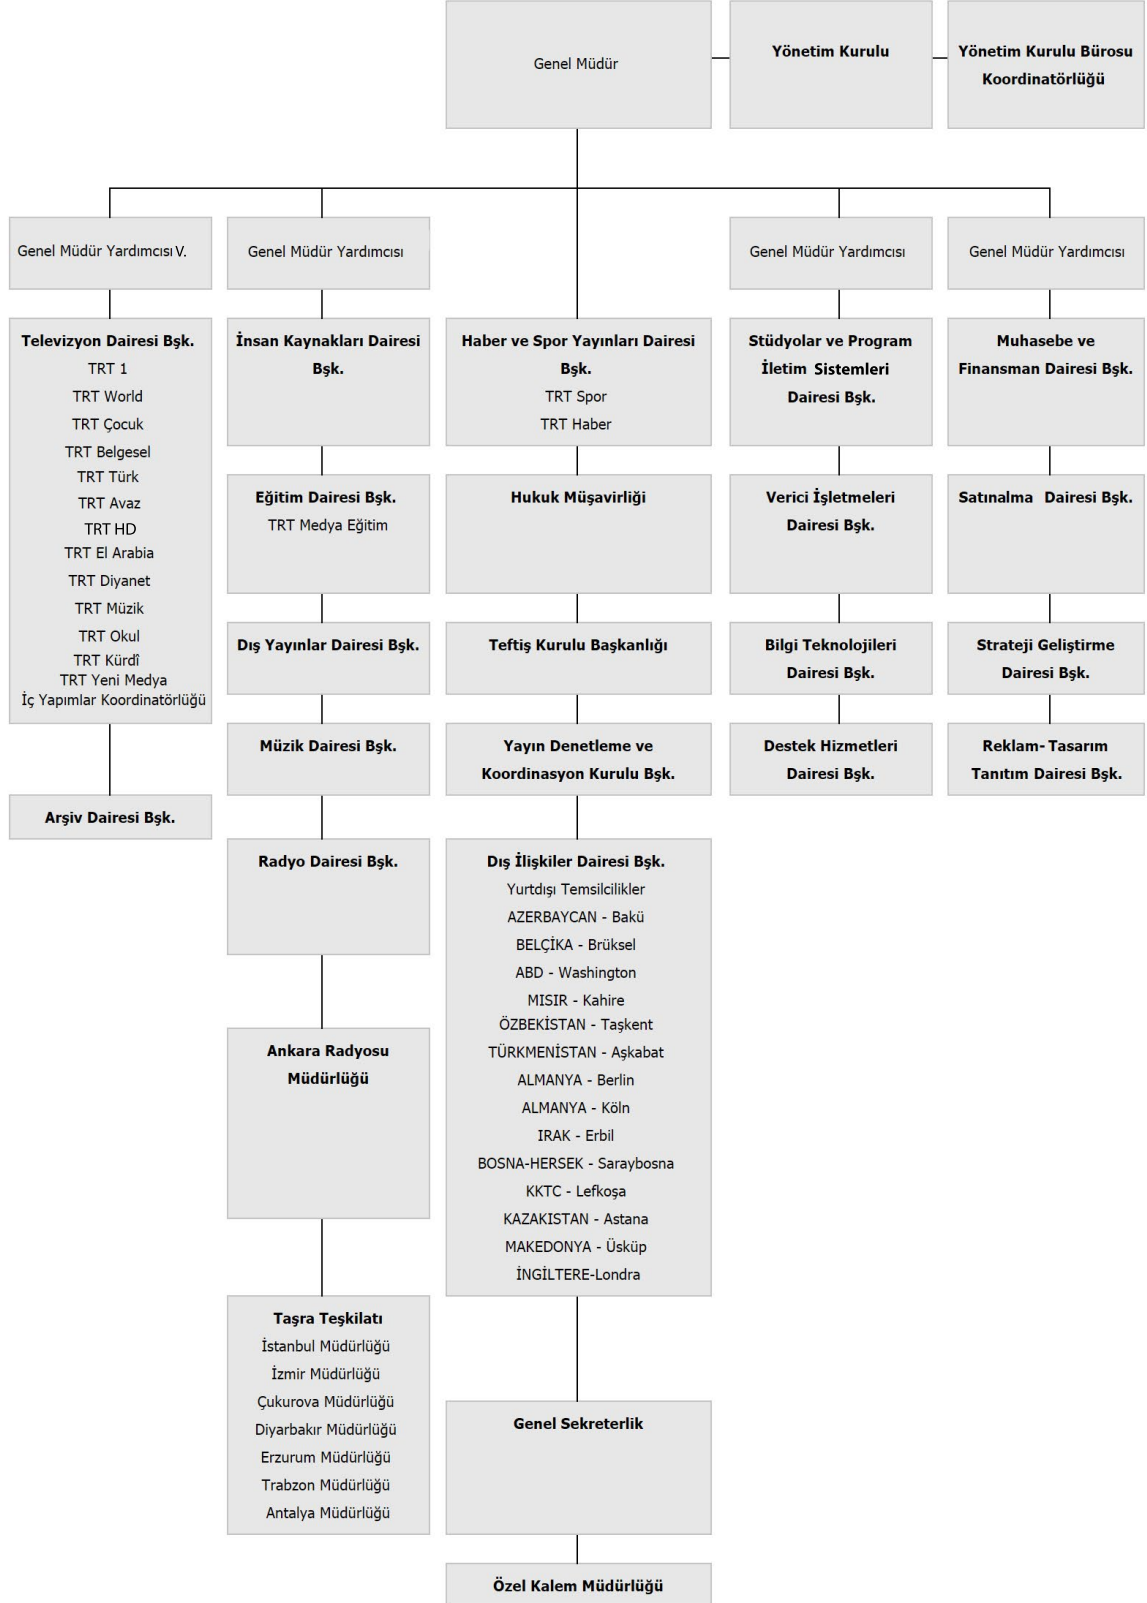 Genel Müdür
Yönetim Kurulu
Yönetim Kurulu Bürosu
Koordinatörlüğü
Genel Müdür Yardımcısı V.
Televizyon Dairesi Bşk.
TRT 1
TRT World
TRT Çocuk
TRT Belgesel
TRT Türk
TRT Avaz
TRT HD
TRT El Arabia
TRT Diyanet
TRT Müzik
TRT Okul
TRT Kürdî
TRT Yeni Medya
İç Yapımlar Koordinatörlüğü
Arşiv Dairesi Bşk.
Genel Müdür Yardımcısı
İnsan Kaynakları Dairesi
Bşk.
Eğitim Dairesi Bşk.
TRT Medya Eğitim
Dış Yayınlar Dairesi Bşk.
Müzik Dairesi Bşk.
Radyo Dairesi Bşk.
Ankara Radyosu
Müdürlüğü
Taşra Teşkilatı
İstanbul Müdürlüğü
İzmir Müdürlüğü
Çukurova Müdürlüğü
Diyarbakır Müdürlüğü
Erzurum Müdürlüğü
Trabzon Müdürlüğü
Antalya Müdürlüğü
Haber ve Spor Yayınları Dairesi
Bşk.
TRT Spor
TRT Haber
Hukuk Müşavirliği
Teftiş Kurulu Başkanlığı
Yayın Denetleme ve
Koordinasyon Kurulu Bşk.
Dış İlişkiler Dairesi Bşk.
Yurtdışı Temsilcilikler
AZERBAYCAN - Bakü
BELÇİKA - Brüksel
ABD - Washington
MISIR - Kahire
ÖZBEKİSTAN - Taşkent
TÜRKMENİSTAN - Aşkabat
ALMANYA - Berlin
ALMANYA - Köln
IRAK - Erbil
BOSNA-HERSEK - Saraybosna
KKTC - Lefkoşa
KAZAKISTAN - Astana
MAKEDONYA - Üsküp
İNGİLTERE-Londra
Genel Sekreterlik
Özel Kalem Müdürlüğü
Genel Müdür Yardımcısı
Stüdyolar ve Program
İletim Sistemleri
Dairesi Bşk.
Verici İşletmeleri
Dairesi Bşk.
Bilgi Teknolojileri
Dairesi Bşk.
Destek Hizmetleri
Dairesi Bşk.
Genel Müdür Yardımcısı
Muhasebe ve
Finansman Dairesi Bşk.
Satınalma Dairesi Bşk.
Strateji Geliştirme
Dairesi Bşk.
Reklam- Tasarım
Tanıtım Dairesi Bşk.